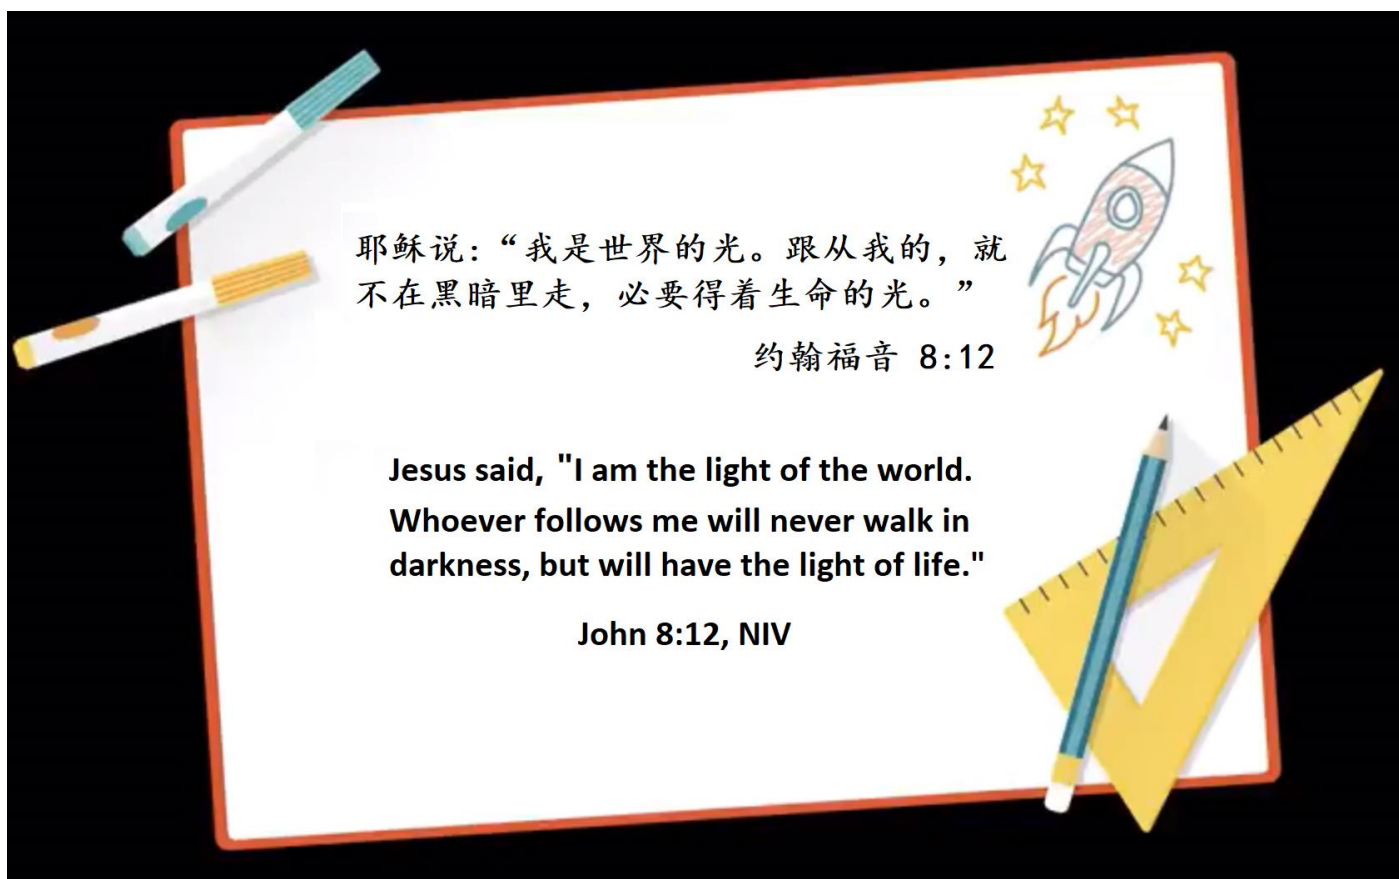 耶稣说：“我是世界的光。跟从我的，就
不在黑暗里走，必要得着生命的光。”
约翰福音 8:12
Jesus said, "I am the light of the world.
Whoever follows me will never walk in
darkness, but will have the light of life."
John 8:12, NIV